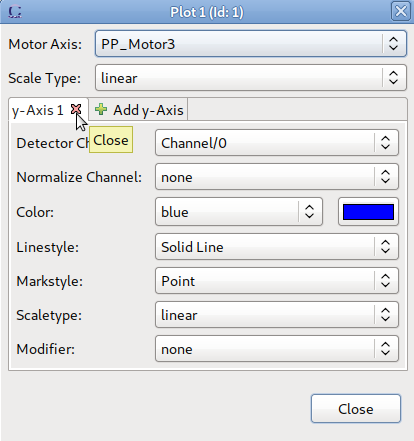 Plot 1 (Id: 1)
Motor Axis: PP_Motor3
Scale Type: linear
y-Axis 1 Add y-Axis
Close
Detector Ch Channel/0
Normalize Channel: none
Color: blue
Linestyle: Solid Line
Markstyle: Point
Scaletype: linear
Modifier: none
Close